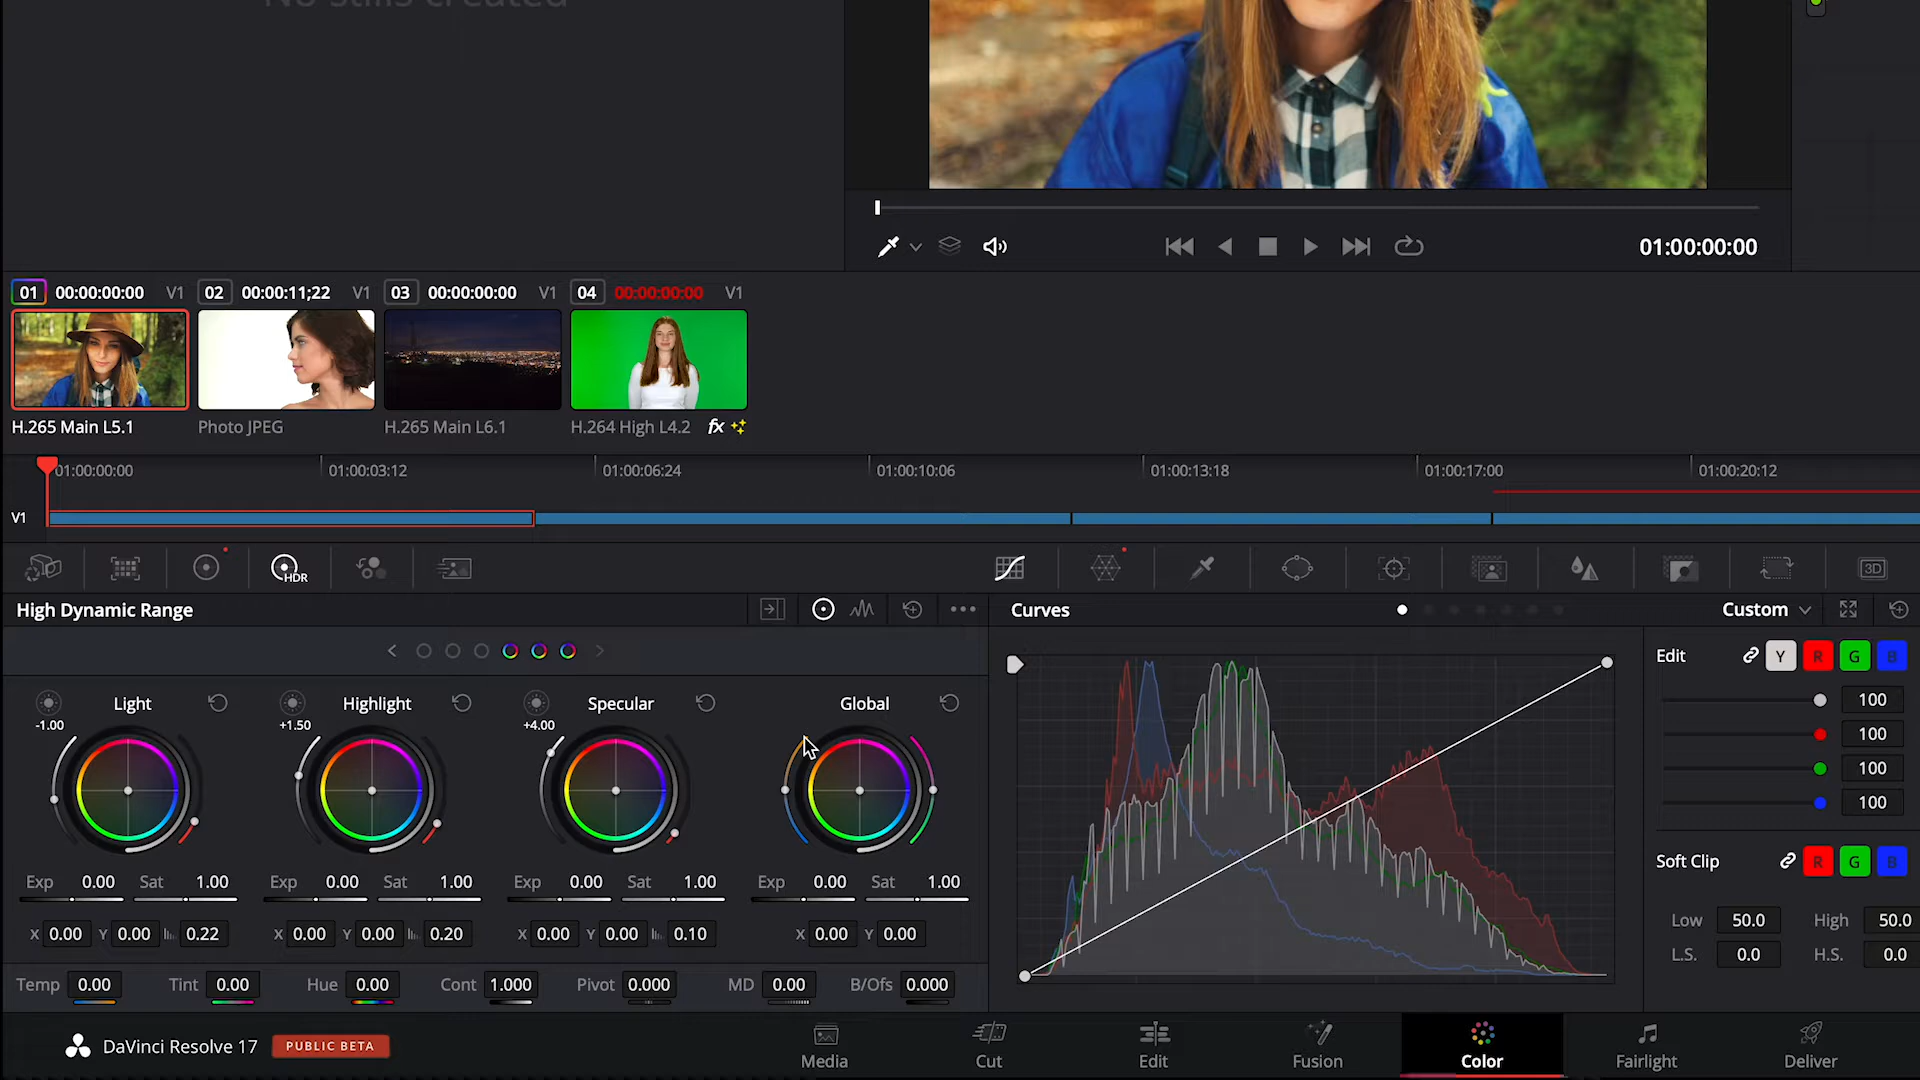 No stills created
01:00:00:00
01 00:00:00:00 V1 02 00:00:11;22 V1 03 00:00:00:00 V1 04 00:00:00:00 V1
H.265 Main L5.1 Photo JPEG H.265 Main L6.1 H.264 High L4.2 fx
01:00:00:00 01:00:03:12 01:00:06:24 01:00:10:06 01:00:13:18 01:00:17:00 01:00:20:12
V1
HDR 3D
High Dynamic Range Curves Custom
Edit Y R G B
Light Highlight Specular Global
-1.00 +1.50 +4.00
100
100
100
100
Soft Clip R G B
Exp 0.00 Sat 1.00 Exp 0.00 Sat 1.00 Exp 0.00 Sat 1.00 Exp 0.00 Sat 1.00
Low 50.0 High 50.0
X 0.00 Y 0.00 0.22 X 0.00 Y 0.00 0.20 X 0.00 Y 0.00 0.10 X 0.00 Y 0.00
L.S. 0.0 H.S. 0.0
Temp 0.00 Tint 0.00 Hue 0.00 Cont 1.000 Pivot 0.000 MD 0.00 B/Ofs 0.000
DaVinci Resolve 17 PUBLIC BETA
Media Cut Edit Fusion Color Fairlight Deliver